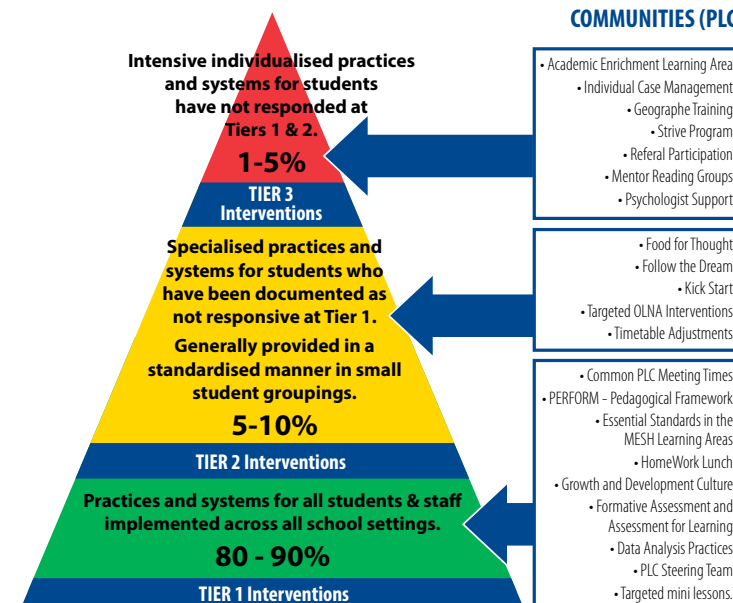 COMMUNITIES (PLC
Intensive individualised practices
and systems for students
have not responded at
Tiers 1 & 2.
1-5%
TIER 3
Interventions
• Academic Enrichment Learning Area
• Individual Case Management
• Geographe Training
• Strive Program
• Referal Participation
• Mentor Reading Groups
• Psychologist Support
Specialised practices and
systems for students who
have been documented as
not responsive at Tier 1.
Generally provided in a
standardised manner in small
student groupings.
5-10%
TIER 2 Interventions
• Food for Thought
• Follow the Dream
• Kick Start
• Targeted OLNA Interventions
• Timetable Adjustments
Practices and systems for all students & staff
implemented across all school settings.
80 - 90%
TIER 1 Interventions
• Common PLC Meeting Times
• PERFORM - Pedagogical Framework
• Essential Standards in the
MESH Learning Areas
• HomeWork Lunch
• Growth and Development Culture
• Formative Assessment and
Assessment for Learning
• Data Analysis Practices
• PLC Steering Team
• Targeted mini lessons.